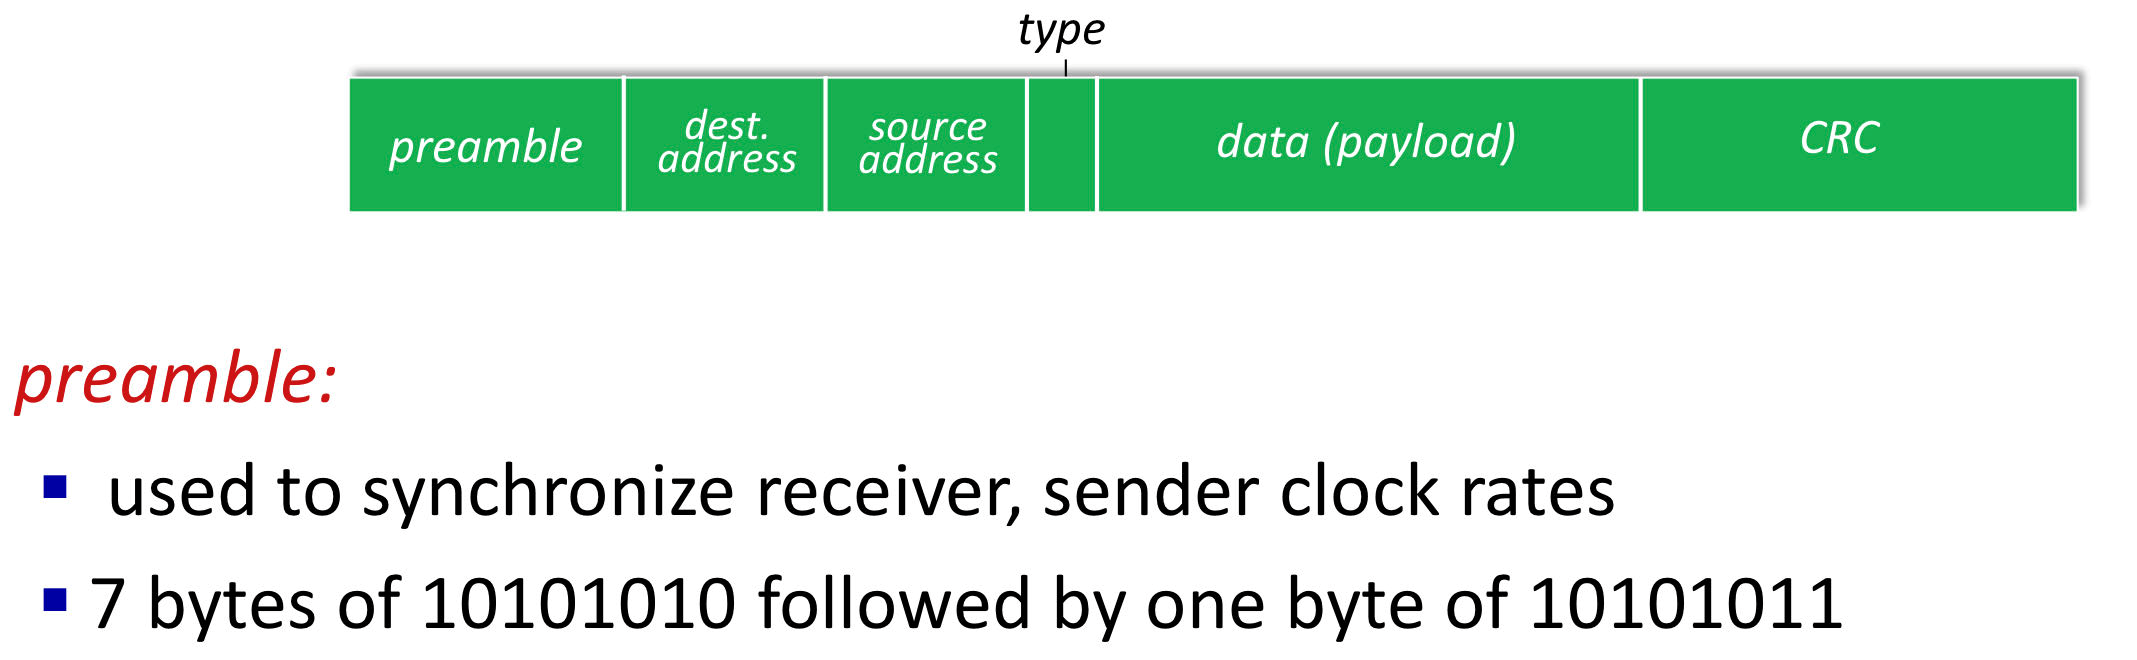 type
preamble
dest.
address
source
address
data (payload)
CRC
preamble:
used to synchronize receiver, sender clock rates
7 bytes of 10101010 followed by one byte of 10101011